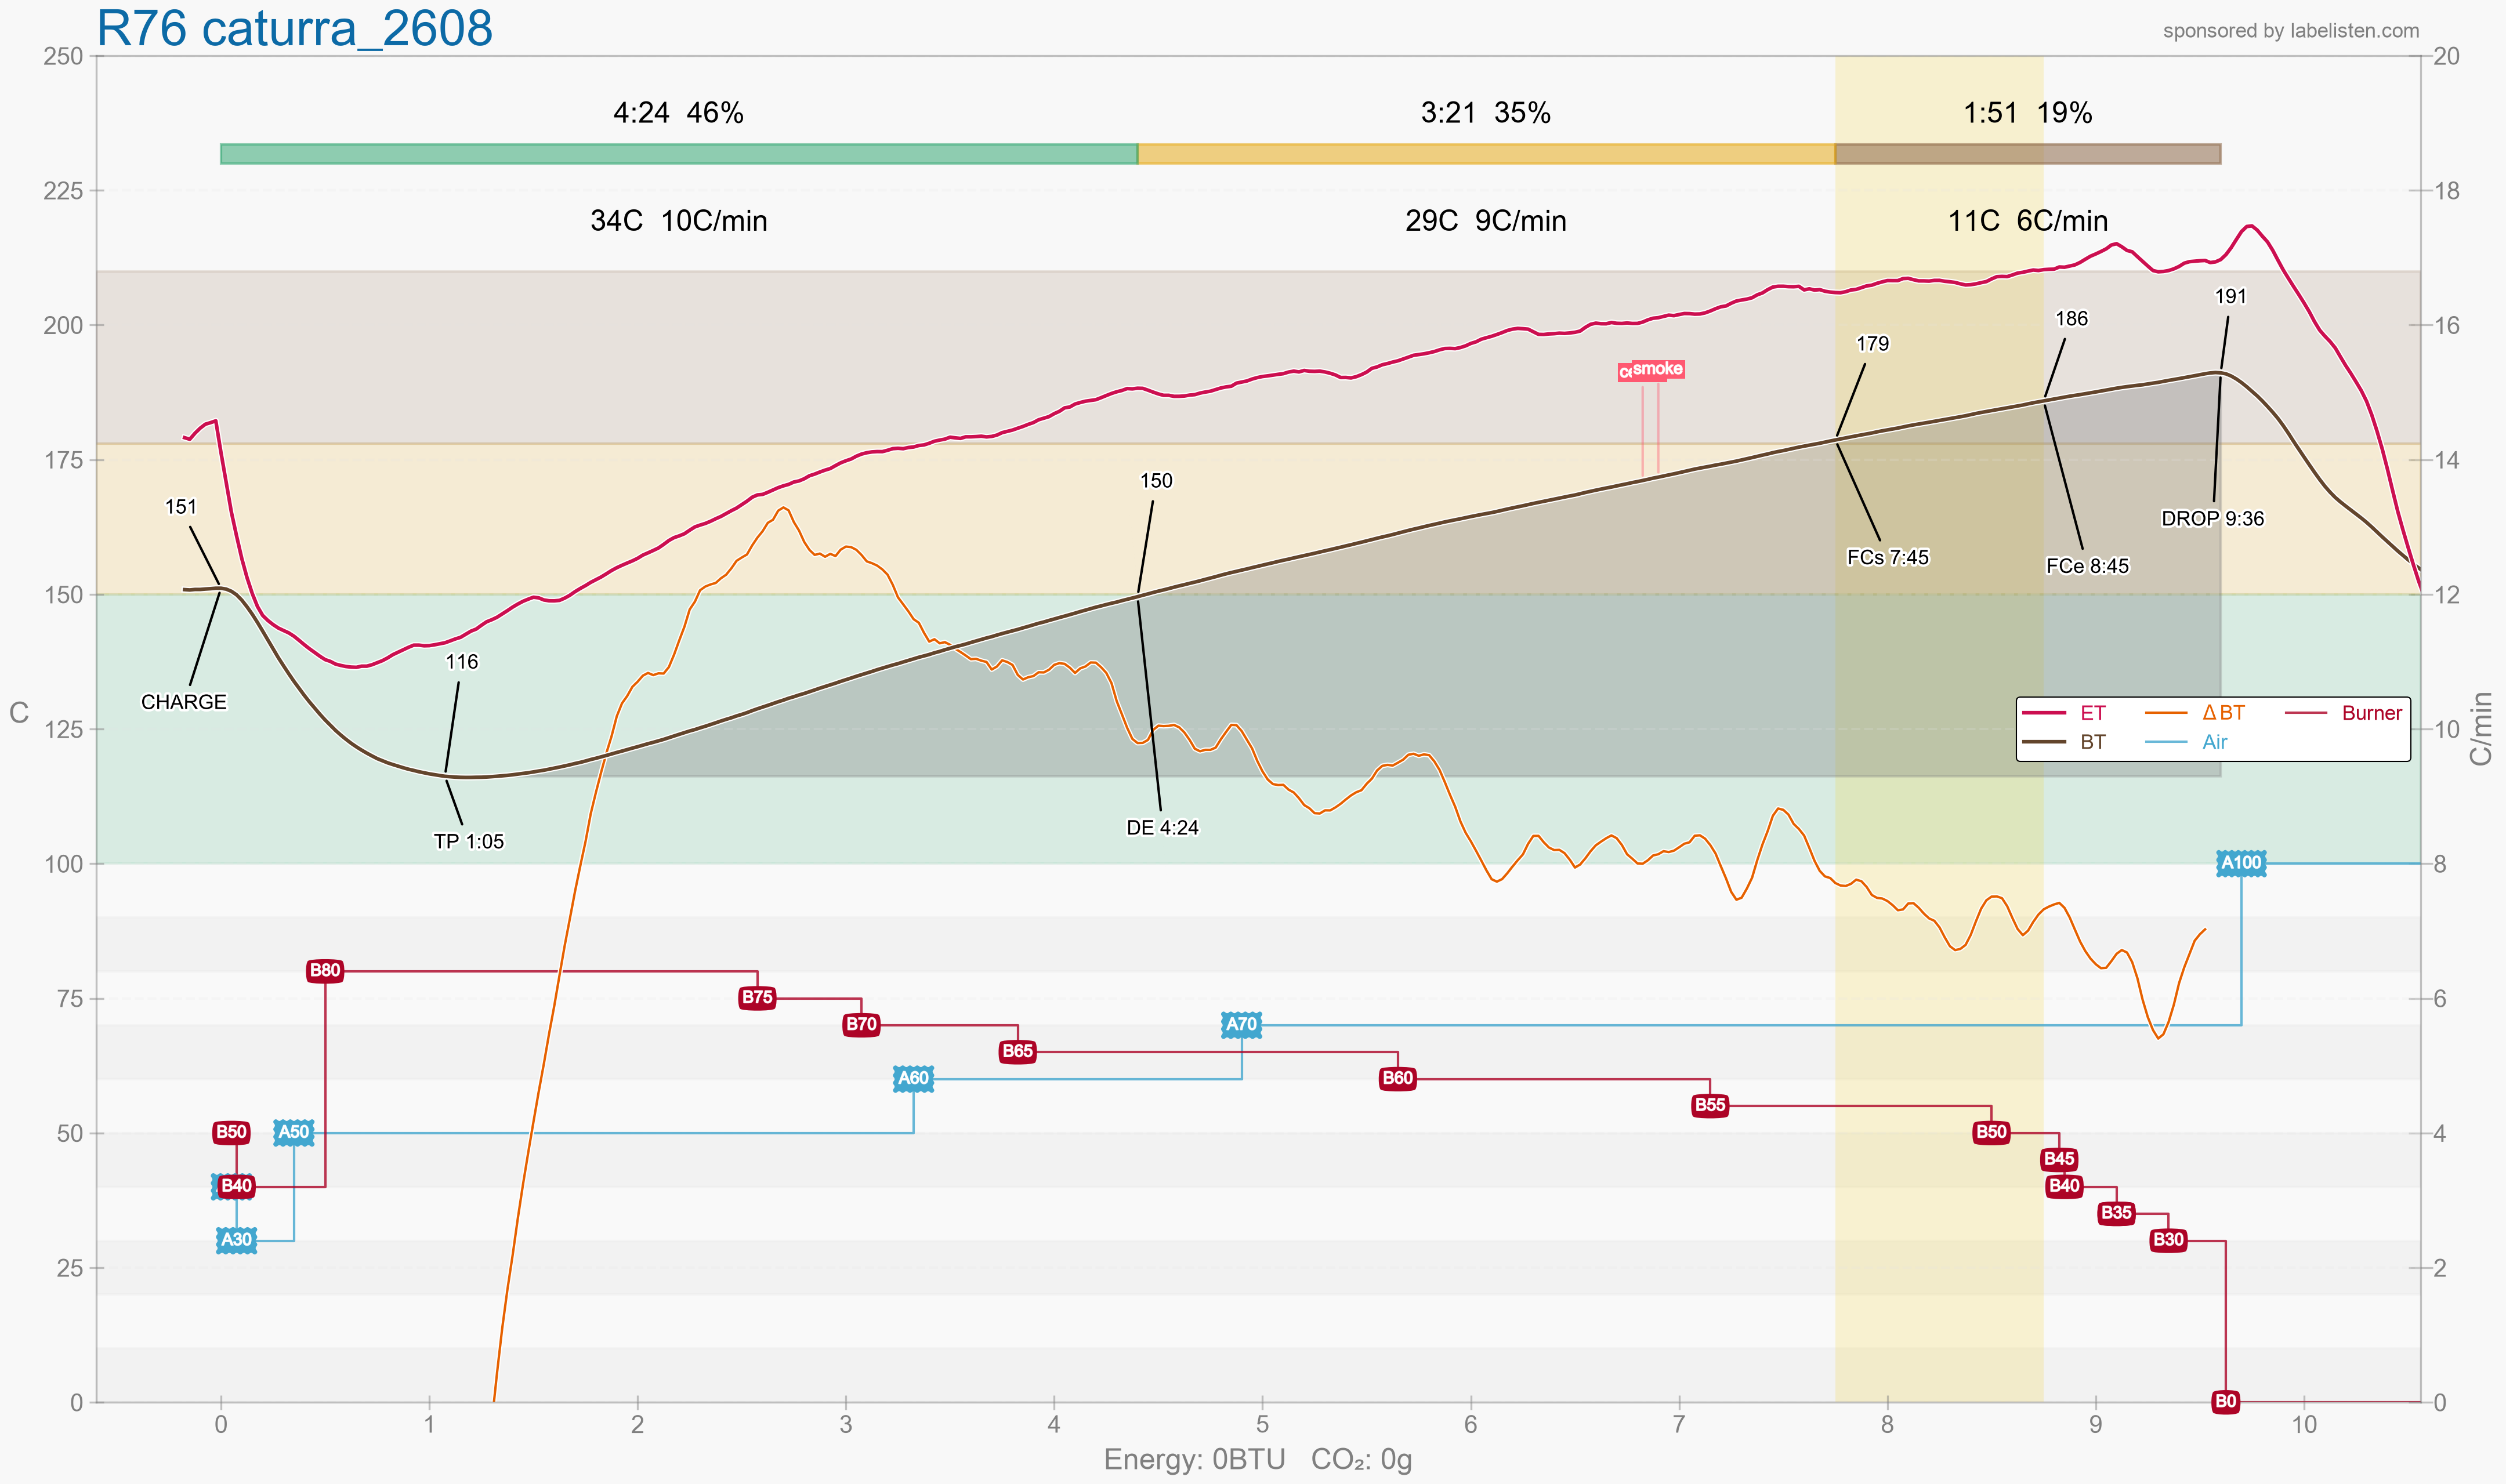 R76 caturra_2608
sponsored by labelisten.com
250
225
200
175
150
125
100
75
50
25
0
C
20
18
16
14
12
10
8
6
4
2
0
C/min
4:24 46%
3:21 35%
1:51 19%
34C 10C/min
29C 9C/min
11C 6C/min
151
CHARGE
116
TP 1:05
150
DE 4:24
smoke
179
FCs 7:45
186
FCe 8:45
191
DROP 9:36
ET
ΔBT
Burner
BT
Air
B50
B40
A30
A50
B80
B75
B70
A60
B65
A70
B60
B55
B50
B45
B40
B35
B30
A100
B0
0
1
2
3
4
5
6
7
8
9
10
Energy: 0BTU CO₂: 0g